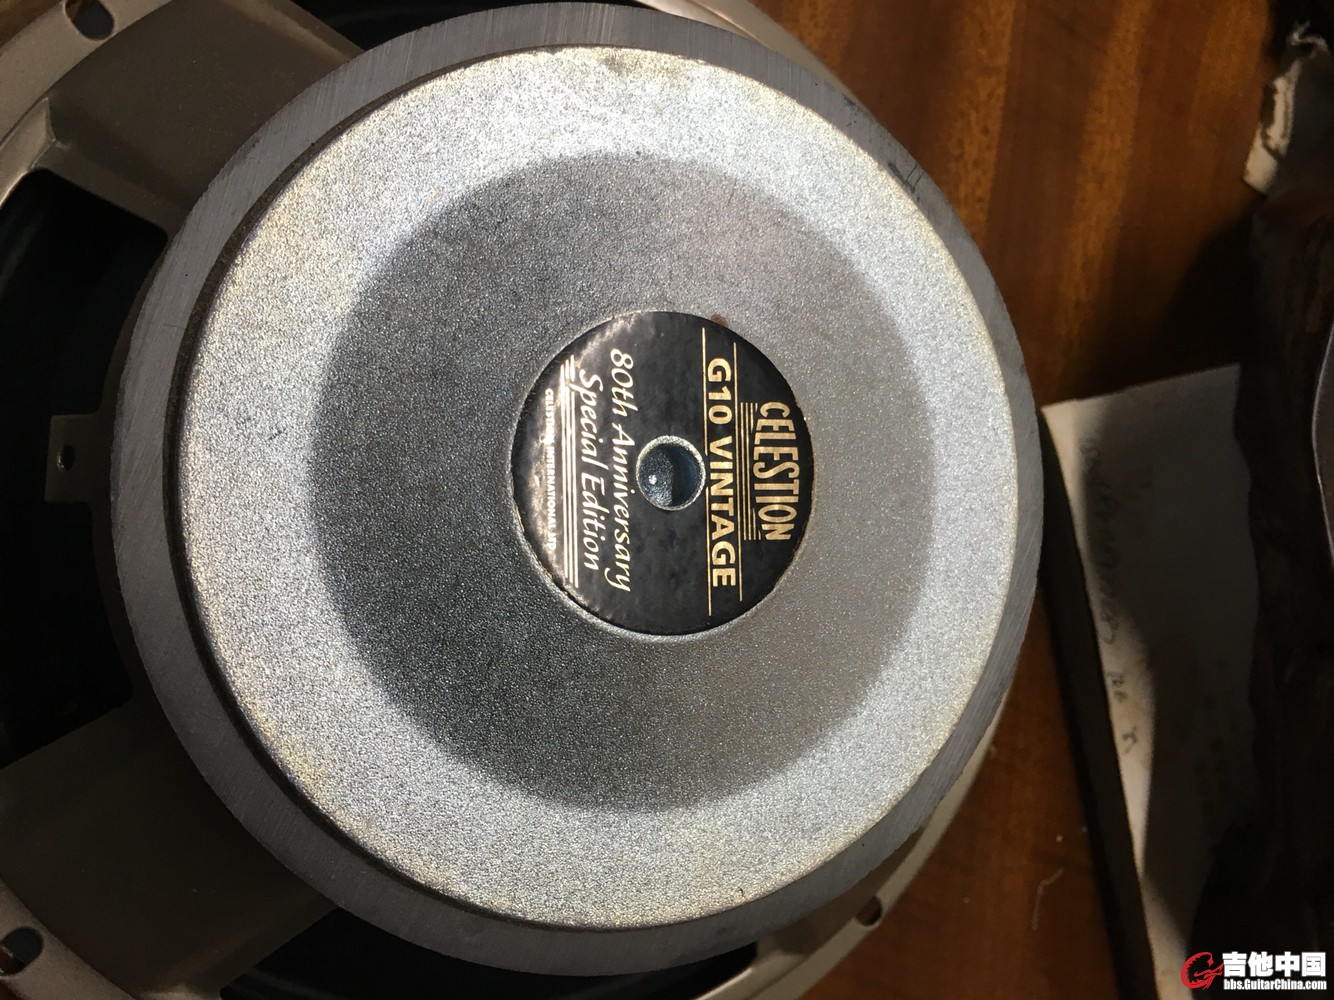 CELESTION
G10 VINTAGE
80th Anniversary
Special Edition
CELESTION INTERNATIONAL LTD
吉他中国
bbs.GuitarChina.com